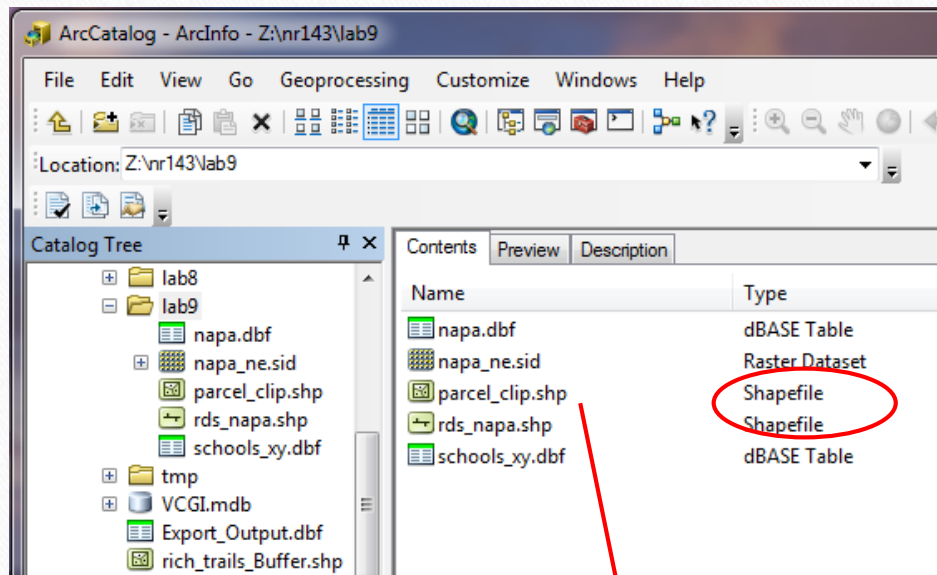 ArcCatalog - ArcInfo - Z:\nr143\lab9
File Edit View Go Geoprocessing Customize Windows Help
Location: Z:\nr143\lab9
Catalog Tree
lab8
lab9
napa.dbf
napa_ne.sid
parcel_clip.shp
rds_napa.shp
schools_xy.dbf
tmp
VCGI.mdb
Export_Output.dbf
rich_trails_Buffer.shp
Contents Preview Description
Name Type
napa.dbf dBASE Table
napa_ne.sid Raster Dataset
parcel_clip.shp Shapefile
rds_napa.shp Shapefile
schools_xy.dbf dBASE Table